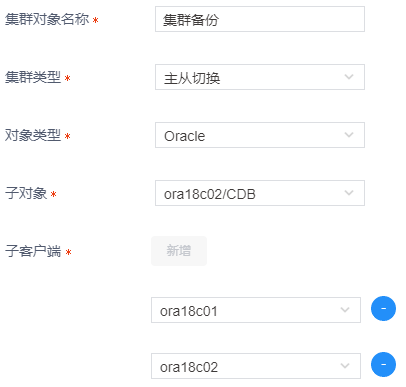 集群对象名称 * 集群备份
集群类型 * 主从切换
对象类型 * Oracle
子对象 * ora18c02/CDB
子客户端 * 新增
ora18c01 -
ora18c02 -